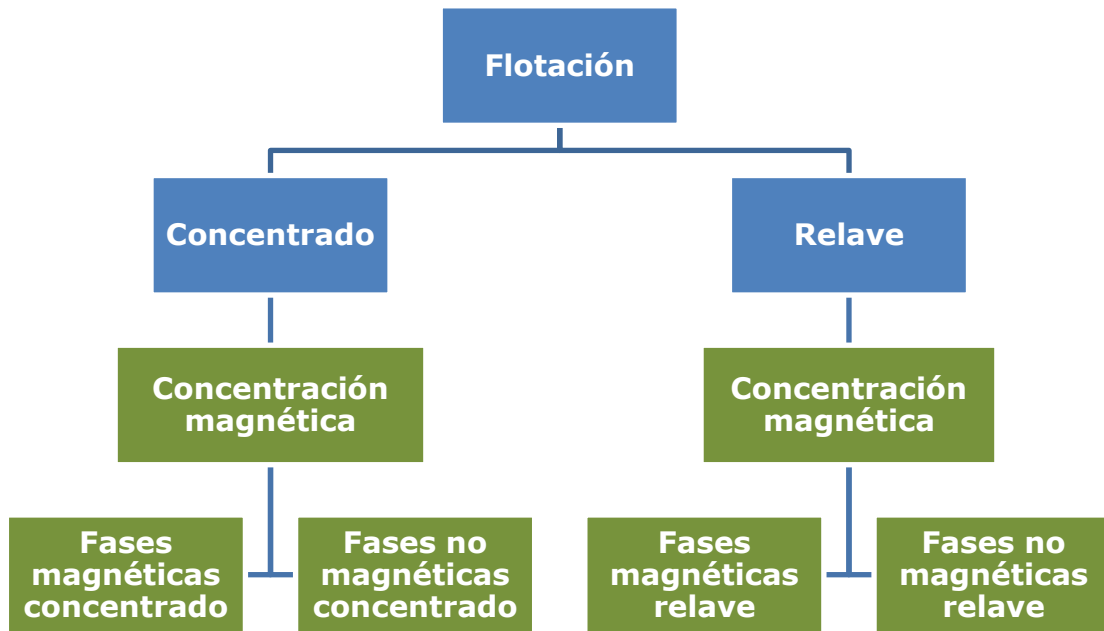 Flotación
Concentrado
Relave
Concentración
magnética
Concentración
magnética
Fases
magnéticas
concentrado
Fases no
magnéticas
concentrado
Fases
magnéticas
relave
Fases no
magnéticas
relave